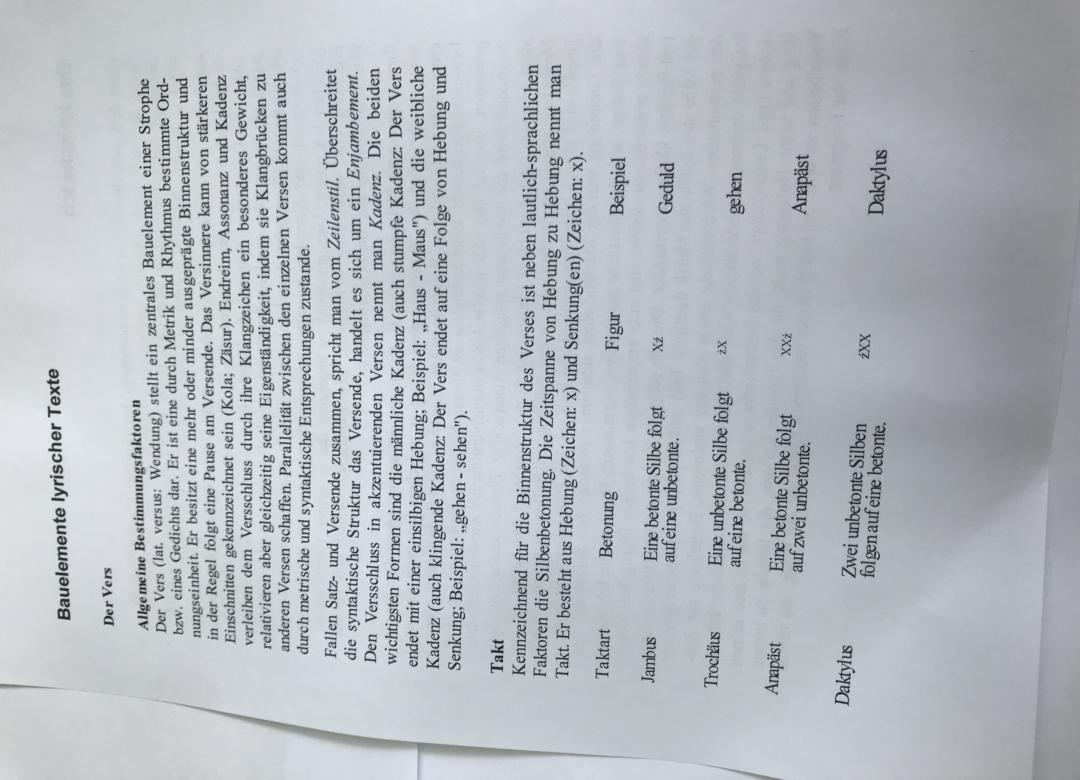 Bauelemente lyrischer Texte
Der Vers
Allgemeine Bestimmungsfaktoren
Der Vers (lat. versus: Wendung) stellt ein zentrales Bauelement einer Strophe
bzw. eines Gedichts dar. Er ist eine durch Metrik und Rhythmus bestimmte Ord-
nungseinheit. Er besitzt eine mehr oder minder ausgeprägte Binnenstruktur und
in der Regel folgt eine Pause am Versende. Das Versinnere kann von stärkeren
Einschnitten gekennzeichnet sein (Kola; Zäsur). Endreim, Assonanz und Kadenz
verleihen dem Versschluss durch ihre Klangzeichen ein besonderes Gewicht,
relativieren aber gleichzeitig seine Eigenständigkeit, indem sie Klangbrücken zu
anderen Versen schaffen. Parallelität zwischen den einzelnen Versen kommt auch
durch metrische und syntaktische Entsprechungen zustande.
Fallen Satz- und Versende zusammen, spricht man vom Zeilenstil. Überschreitet
die syntaktische Struktur das Versende, handelt es sich um ein Enjambement.
Den Versschluss in akzentuierenden Versen nennt man Kadenz. Die beiden
wichtigsten Formen sind die männliche Kadenz (auch stumpfe Kadenz: Der Vers
endet mit einer einsilbigen Hebung; Beispiel: „Haus - Maus") und die weibliche
Kadenz (auch klingende Kadenz: Der Vers endet auf eine Folge von Hebung und
Senkung; Beispiel: „gehen - sehen").
Takt
Kennzeichnend für die Binnenstruktur des Verses ist neben lautlich-sprachlichen
Faktoren die Silbenbetonung. Die Zeitspanne von Hebung zu Hebung nennt man
Takt. Er besteht aus Hebung (Zeichen: x) und Senkung(en) (Zeichen: x).
Taktart Betonung Figur Beispiel
Jambus Eine betonte Silbe folgt Xż Geduld
auf eine unbetonte.
Trochäus Eine unbetonte Silbe folgt żX gehen
auf eine betonte.
Anapäst Eine betonte Silbe folgt XXż Anapäst
auf zwei unbetonte.
Daktylus Zwei unbetonte Silben żXX Daktylus
folgen auf eine betonte.